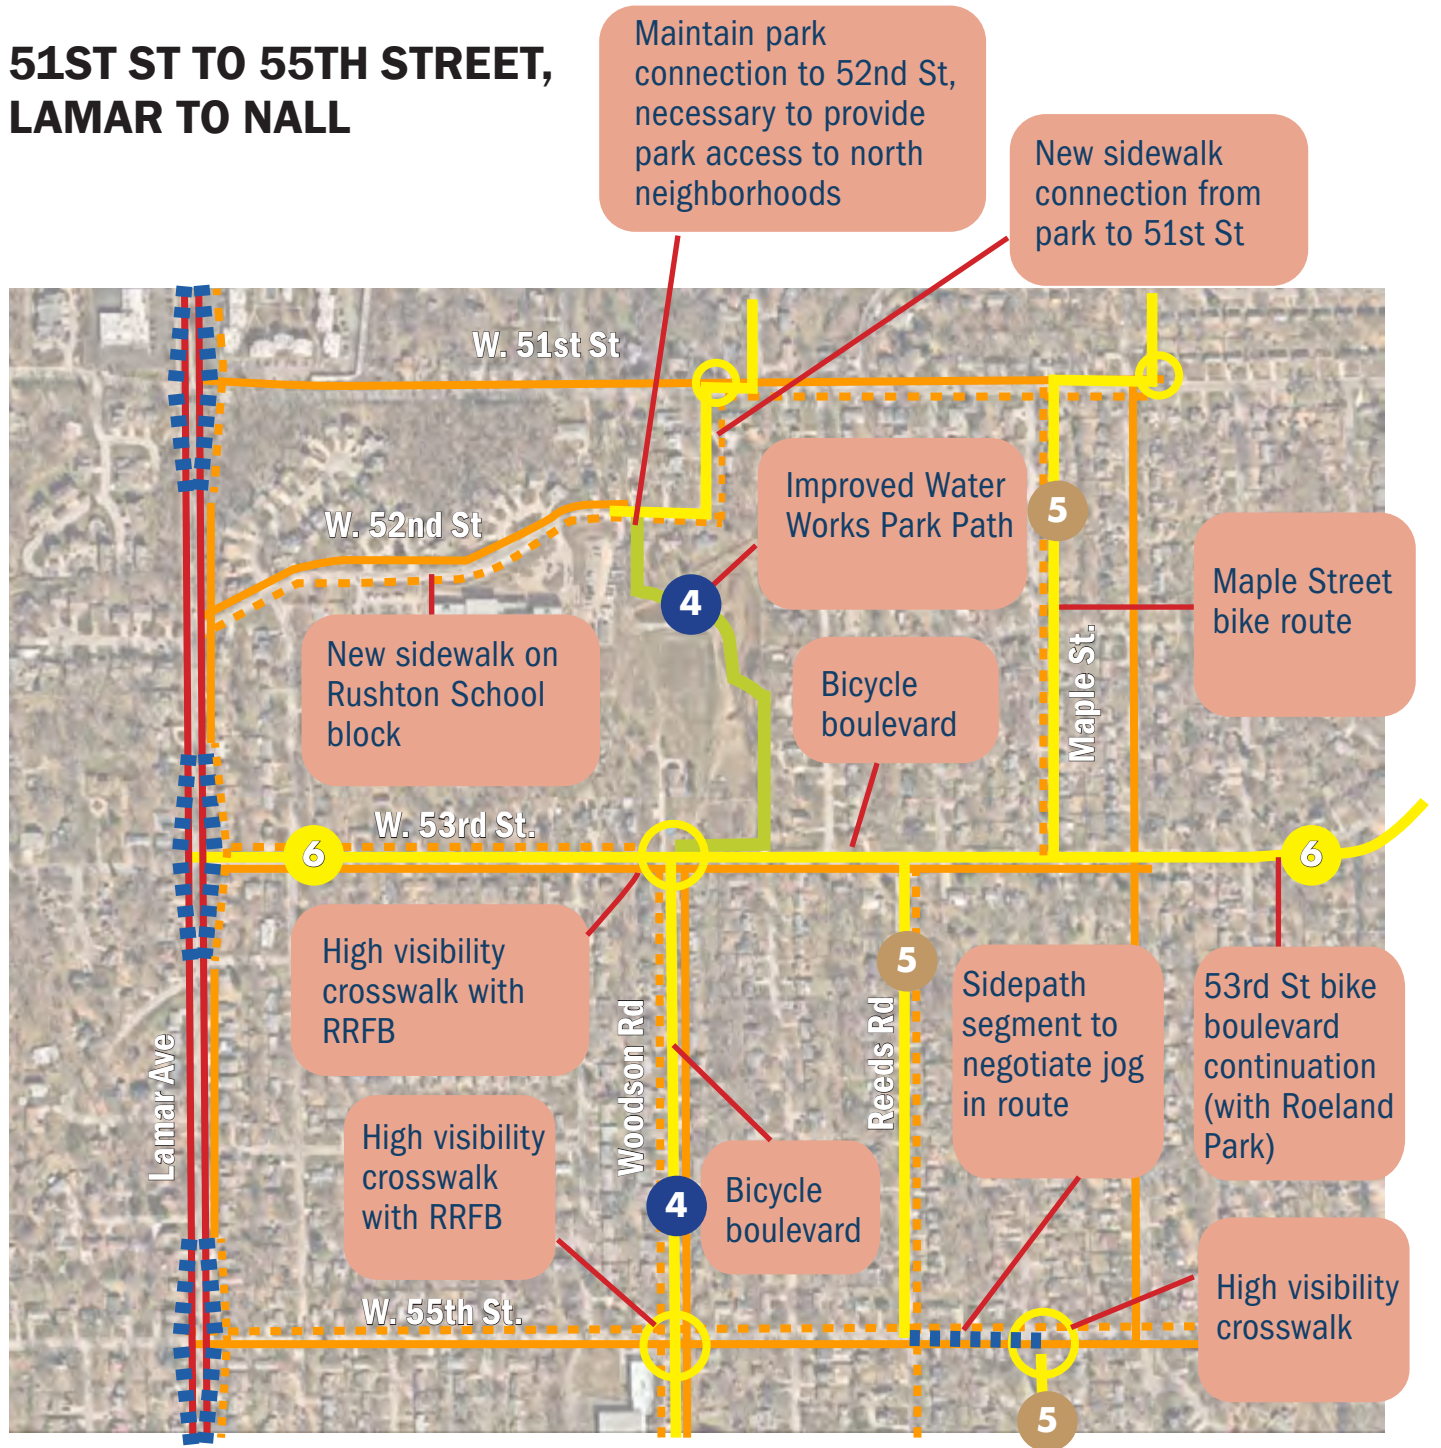 51ST ST TO 55TH STREET,
LAMAR TO NALL
Maintain park
connection to 52nd St,
necessary to provide
park access to north
neighborhoods
New sidewalk
connection from
park to 51st St
W. 51st St
Improved Water
Works Park Path
5
W. 52nd St
Maple Street
bike route
4
New sidewalk on
Rushton School
block
Bicycle
boulevard
Maple St.
W. 53rd St.
6
6
High visibility
crosswalk with
RRFB
5
Sidepath
segment to
negotiate jog
in route
53rd St bike
boulevard
continuation
(with Roeland
Park)
Lamar Ave
Woodson Rd
Reeds Rd
High visibility
crosswalk
with RRFB
4
Bicycle
boulevard
High visibility
crosswalk
W. 55th St.
5